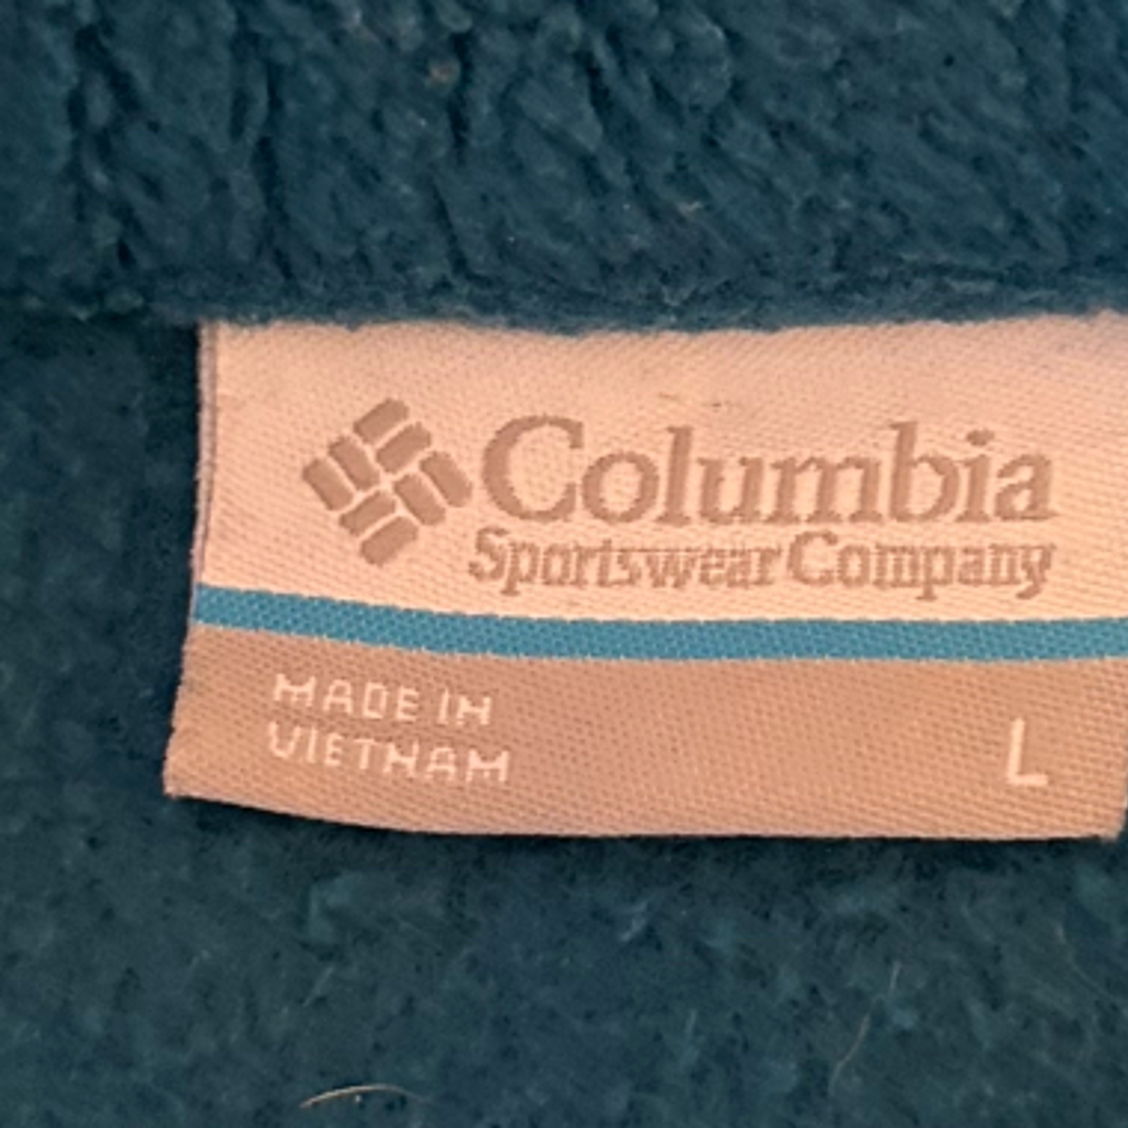 Columbia
Sportswear Company
MADE IN
VIETNAM
L